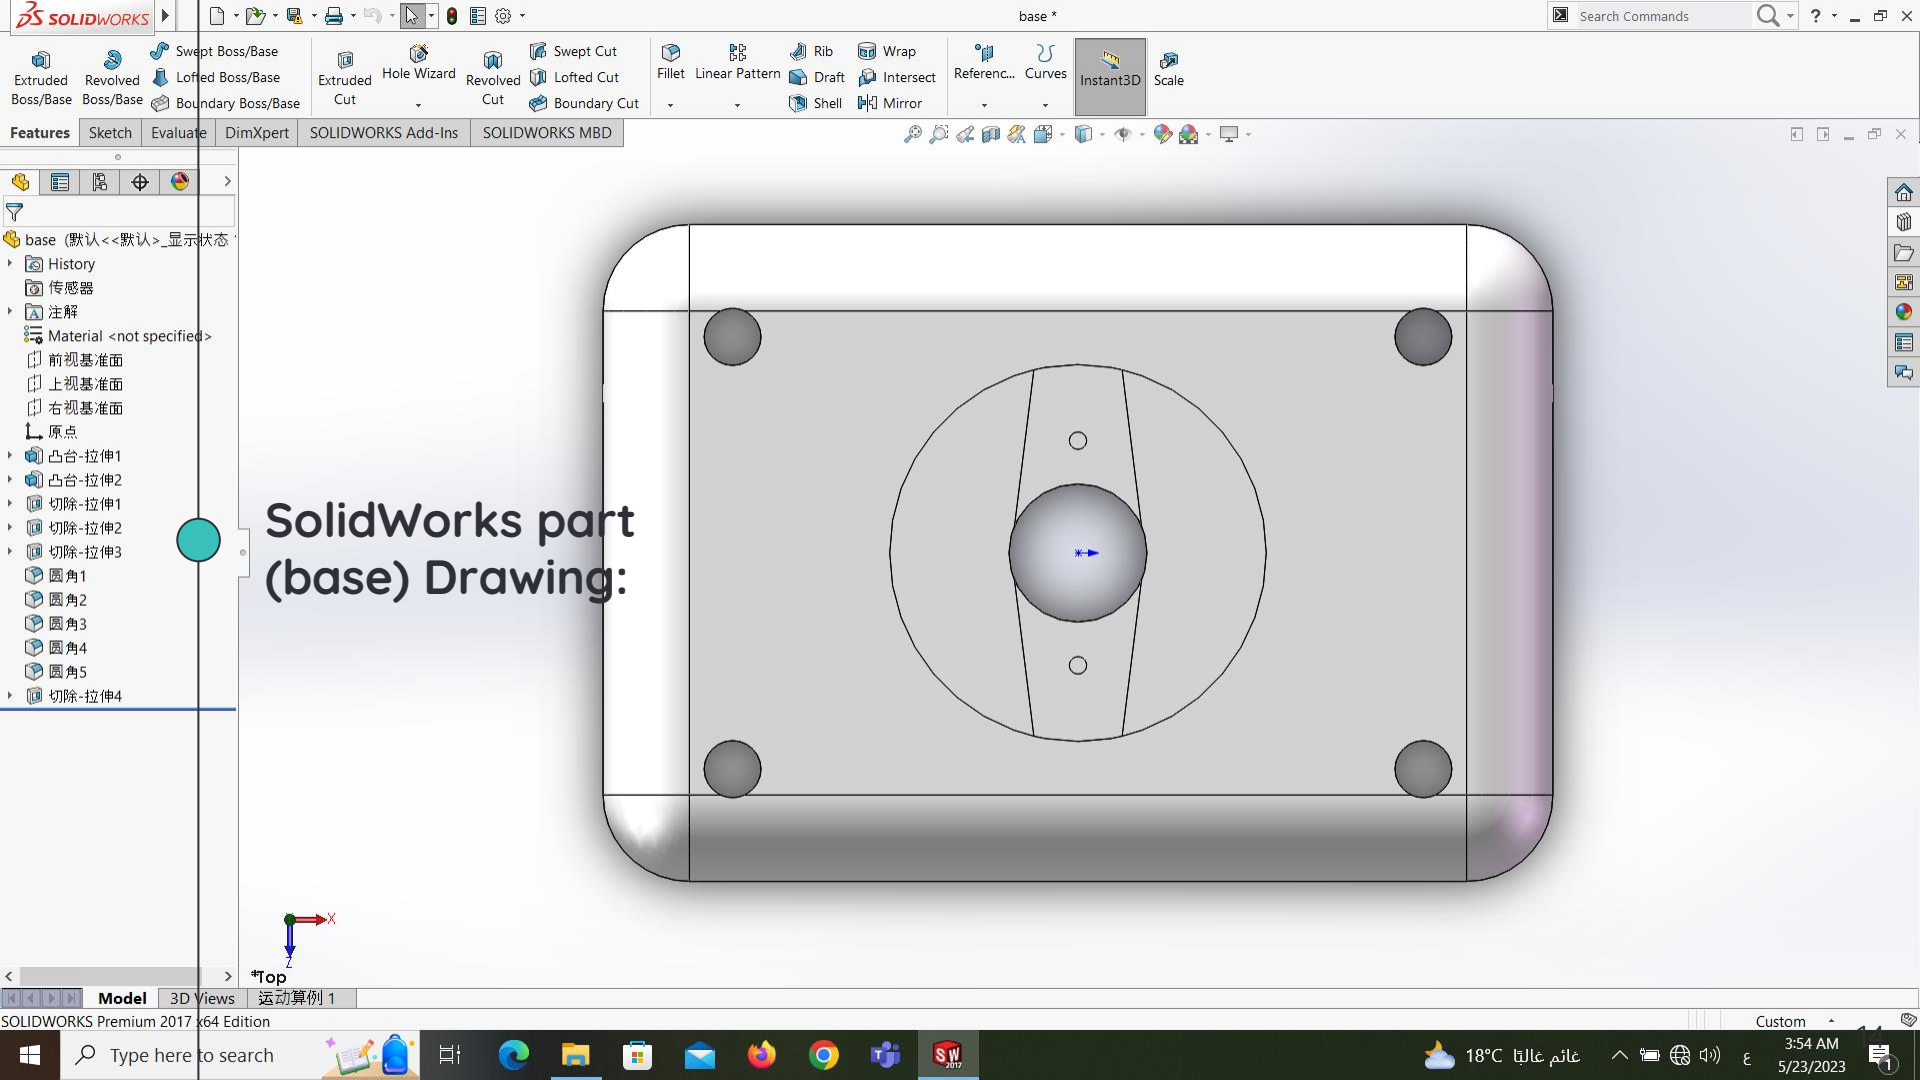 SOLIDWORKS
base *
Search Commands
Extruded Boss/Base
Revolved Boss/Base
Swept Boss/Base
Lofted Boss/Base
Boundary Boss/Base
Extruded Cut
Hole Wizard
Revolved Cut
Swept Cut
Lofted Cut
Boundary Cut
Fillet
Linear Pattern
Rib
Draft
Shell
Wrap
Intersect
Mirror
Referenc...
Curves
Instant3D
Scale
Features
Sketch
Evaluate
DimXpert
SOLIDWORKS Add-Ins
SOLIDWORKS MBD
base (默认<<默认>_显示状态
History
传感器
注解
Material <not specified>
前视基准面
上视基准面
右视基准面
原点
凸台-拉伸1
凸台-拉伸2
切除-拉伸1
切除-拉伸2
切除-拉伸3
圆角1
圆角2
圆角3
圆角4
圆角5
切除-拉伸4
SolidWorks part
(base) Drawing:
X
Z
*Top
Model
3D Views
运动算例 1
SOLIDWORKS Premium 2017 x64 Edition
Custom
14
Type here to search
SW
2017
18°C غائم غالبًا
ع
3:54 AM
5/23/2023
1